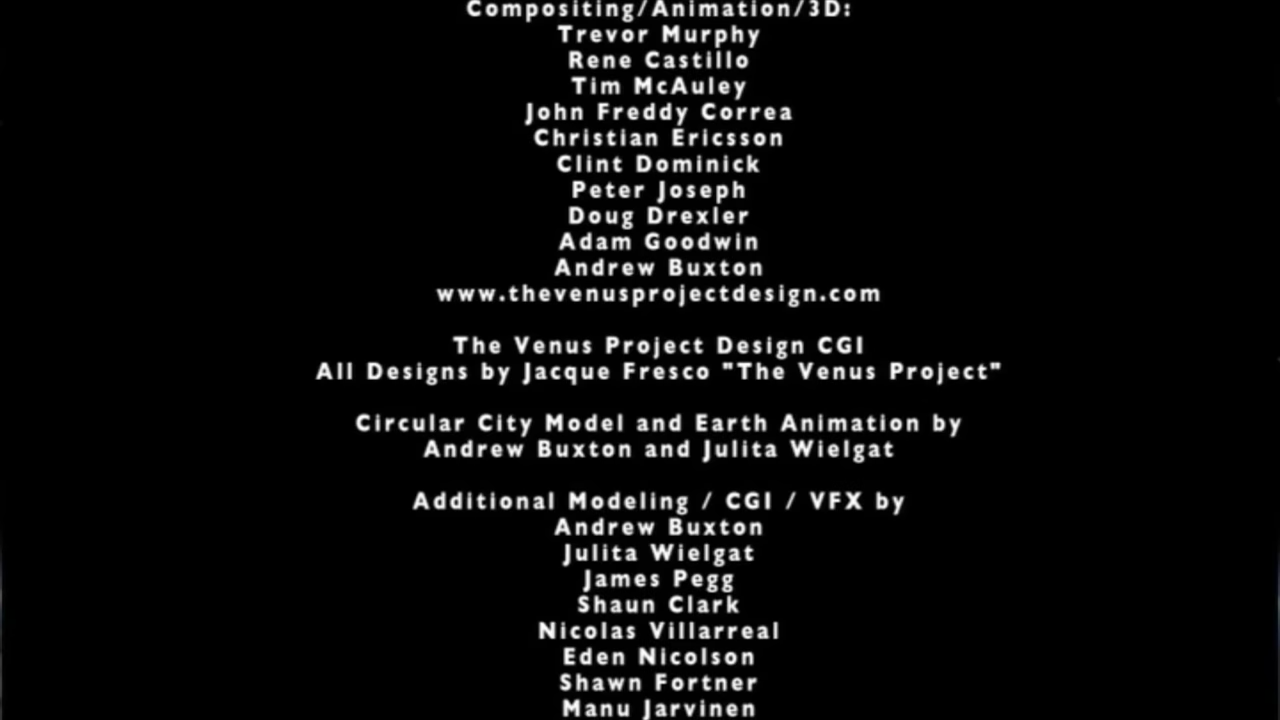 Compositing/Animation/3D:
Trevor Murphy
Rene Castillo
Tim McAuley
John Freddy Correa
Christian Ericsson
Clint Dominick
Peter Joseph
Doug Drexler
Adam Goodwin
Andrew Buxton
www.thevenusprojectdesign.com
The Venus Project Design CGI
All Designs by Jacque Fresco "The Venus Project"
Circular City Model and Earth Animation by
Andrew Buxton and Julita Wielgat
Additional Modeling / CGI / VFX by
Andrew Buxton
Julita Wielgat
James Pegg
Shaun Clark
Nicolas Villarreal
Eden Nicolson
Shawn Fortner
Manu Jarvinen